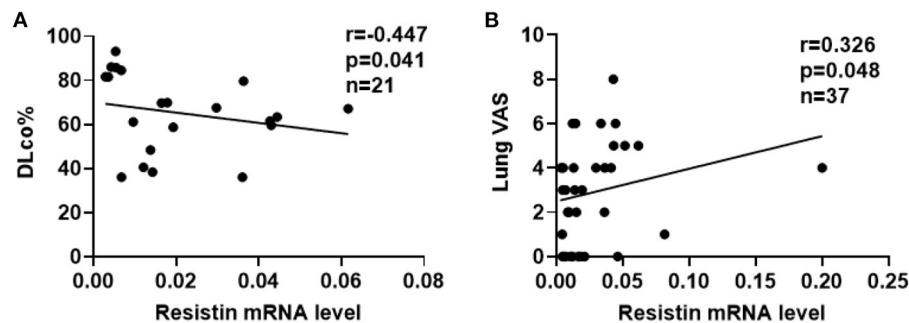 A
r=-0.447
p=0.041
n=21
DLco%
100
80
60
40
20
0
0.00 0.02 0.04 0.06 0.08
Resistin mRNA level
B
r=0.326
p=0.048
n=37
Lung VAS
10
8
6
4
2
0
0.00 0.05 0.10 0.15 0.20 0.25
Resistin mRNA level